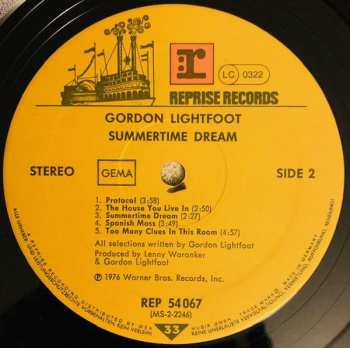 r
LC 0322
REPRISE RECORDS
GORDON LIGHTFOOT
SUMMERTIME DREAM
STEREO
GEMA
SIDE 2
1. Protocol (3:58)
2. The House You Live In (2:50)
3. Summertime Dream (2:27)
4. Spanish Moss (3:49)
5. Too Many Clues In This Room (4:57)
All selections written by Gordon Lightfoot
Produced by Lenny Waronker
& Gordon Lightfoot
℗ 1976 Warner Bros. Records, Inc.
REP 54 067
(MS-2-2246)
33